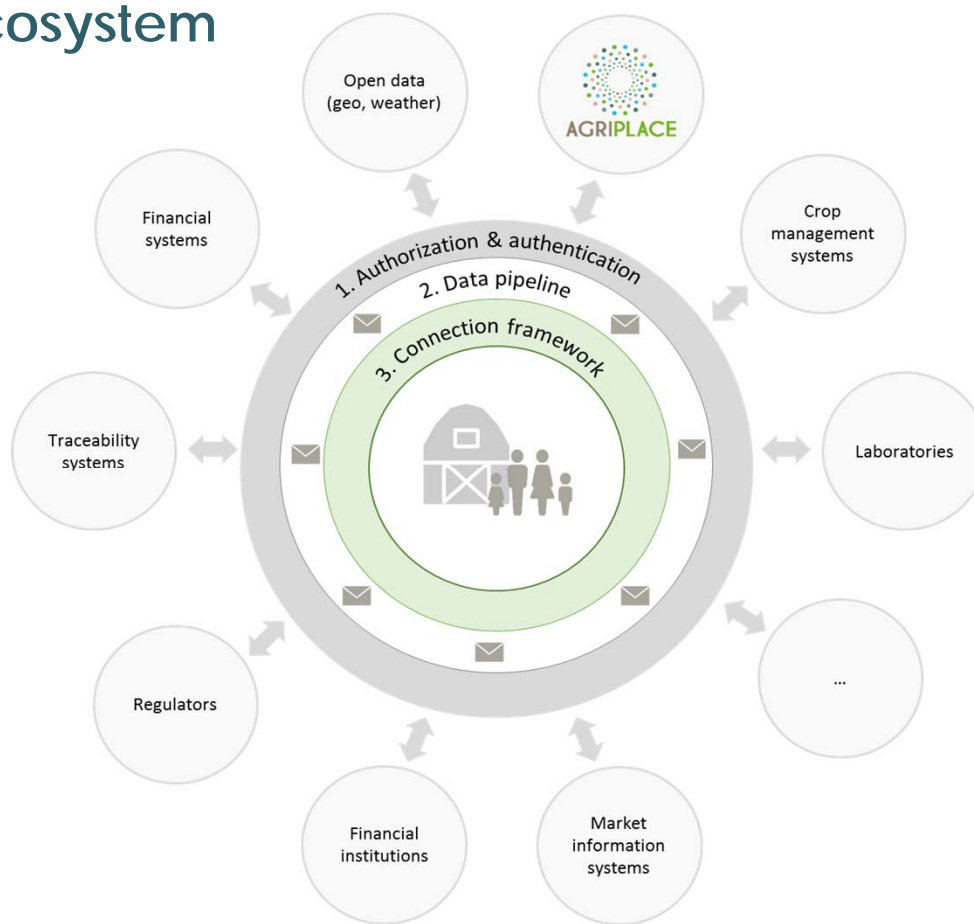 cosystem
Open data
(geo, weather)
AGRIPLACE
Financial
systems
Crop
management
systems
1. Authorization & authentication
2. Data pipeline
3. Connection framework
Traceability
systems
Laboratories
Regulators
...
Financial
institutions
Market
information
systems